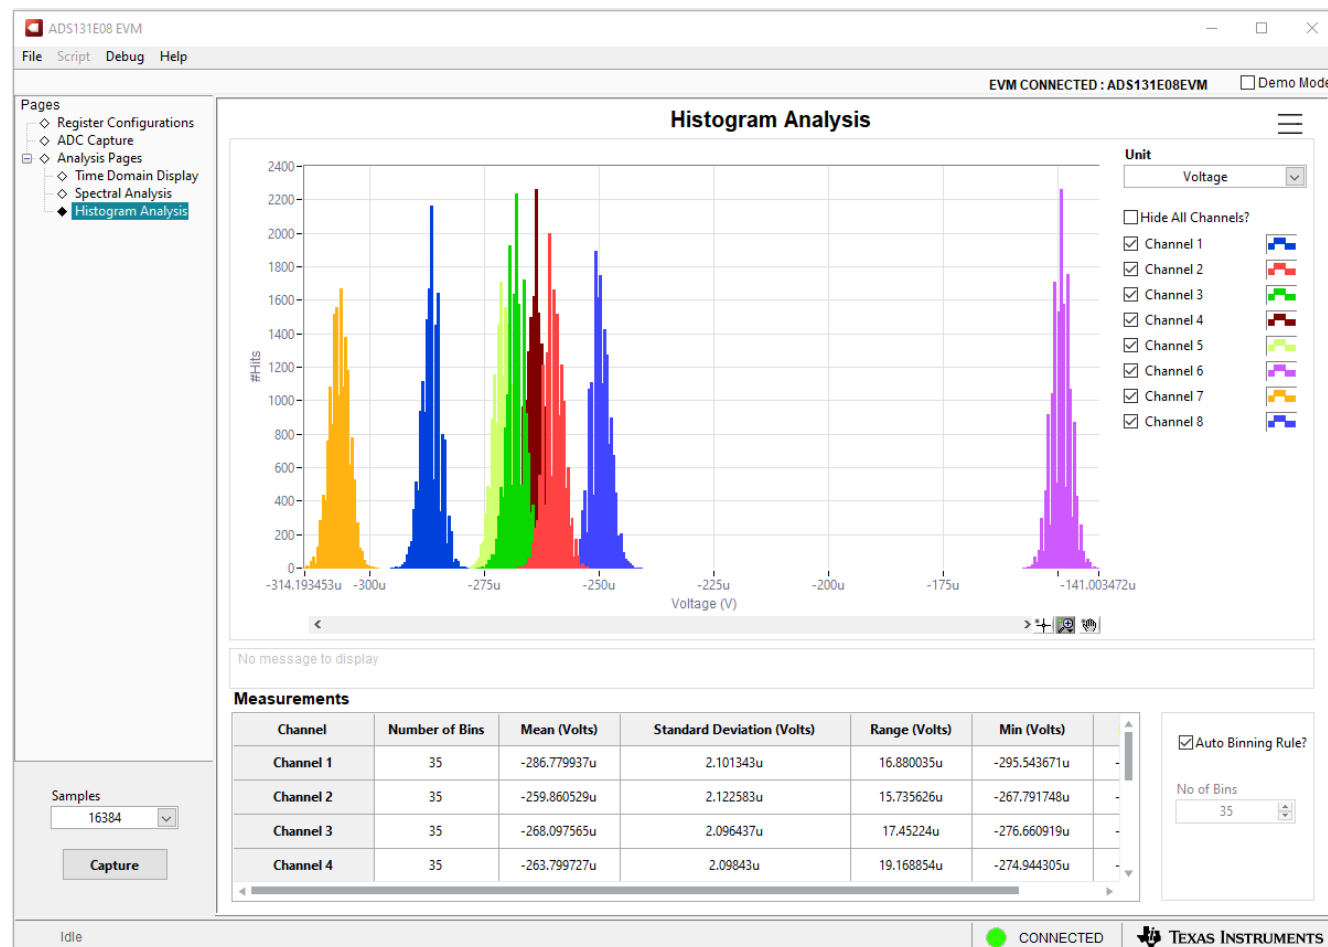 ADS131E08 EVM
File Script Debug Help
EVM CONNECTED : ADS131E08EVM Demo Mode
Pages
Register Configurations
ADC Capture
Analysis Pages
Time Domain Display
Spectral Analysis
Histogram Analysis
Samples
16384
Capture
Histogram Analysis
2400
2200
2000
1800
1600
1400
1200
1000
800
600
400
200
0
#Hits
-314.193453u -300u -275u -250u -225u -200u -175u -141.003472u
Voltage (V)
Unit
Voltage
Hide All Channels?
Channel 1
Channel 2
Channel 3
Channel 4
Channel 5
Channel 6
Channel 7
Channel 8
No message to display
Measurements
Channel Number of Bins Mean (Volts) Standard Deviation (Volts) Range (Volts) Min (Volts)
Channel 1 35 -286.779937u 2.101343u 16.880035u -295.543671u -
Channel 2 35 -259.860529u 2.122583u 15.735626u -267.791748u -
Channel 3 35 -268.097565u 2.096437u 17.45224u -276.660919u -
Channel 4 35 -263.799727u 2.09843u 19.168854u -274.944305u -
Auto Binning Rule?
No of Bins
35
Idle CONNECTED TEXAS INSTRUMENTS